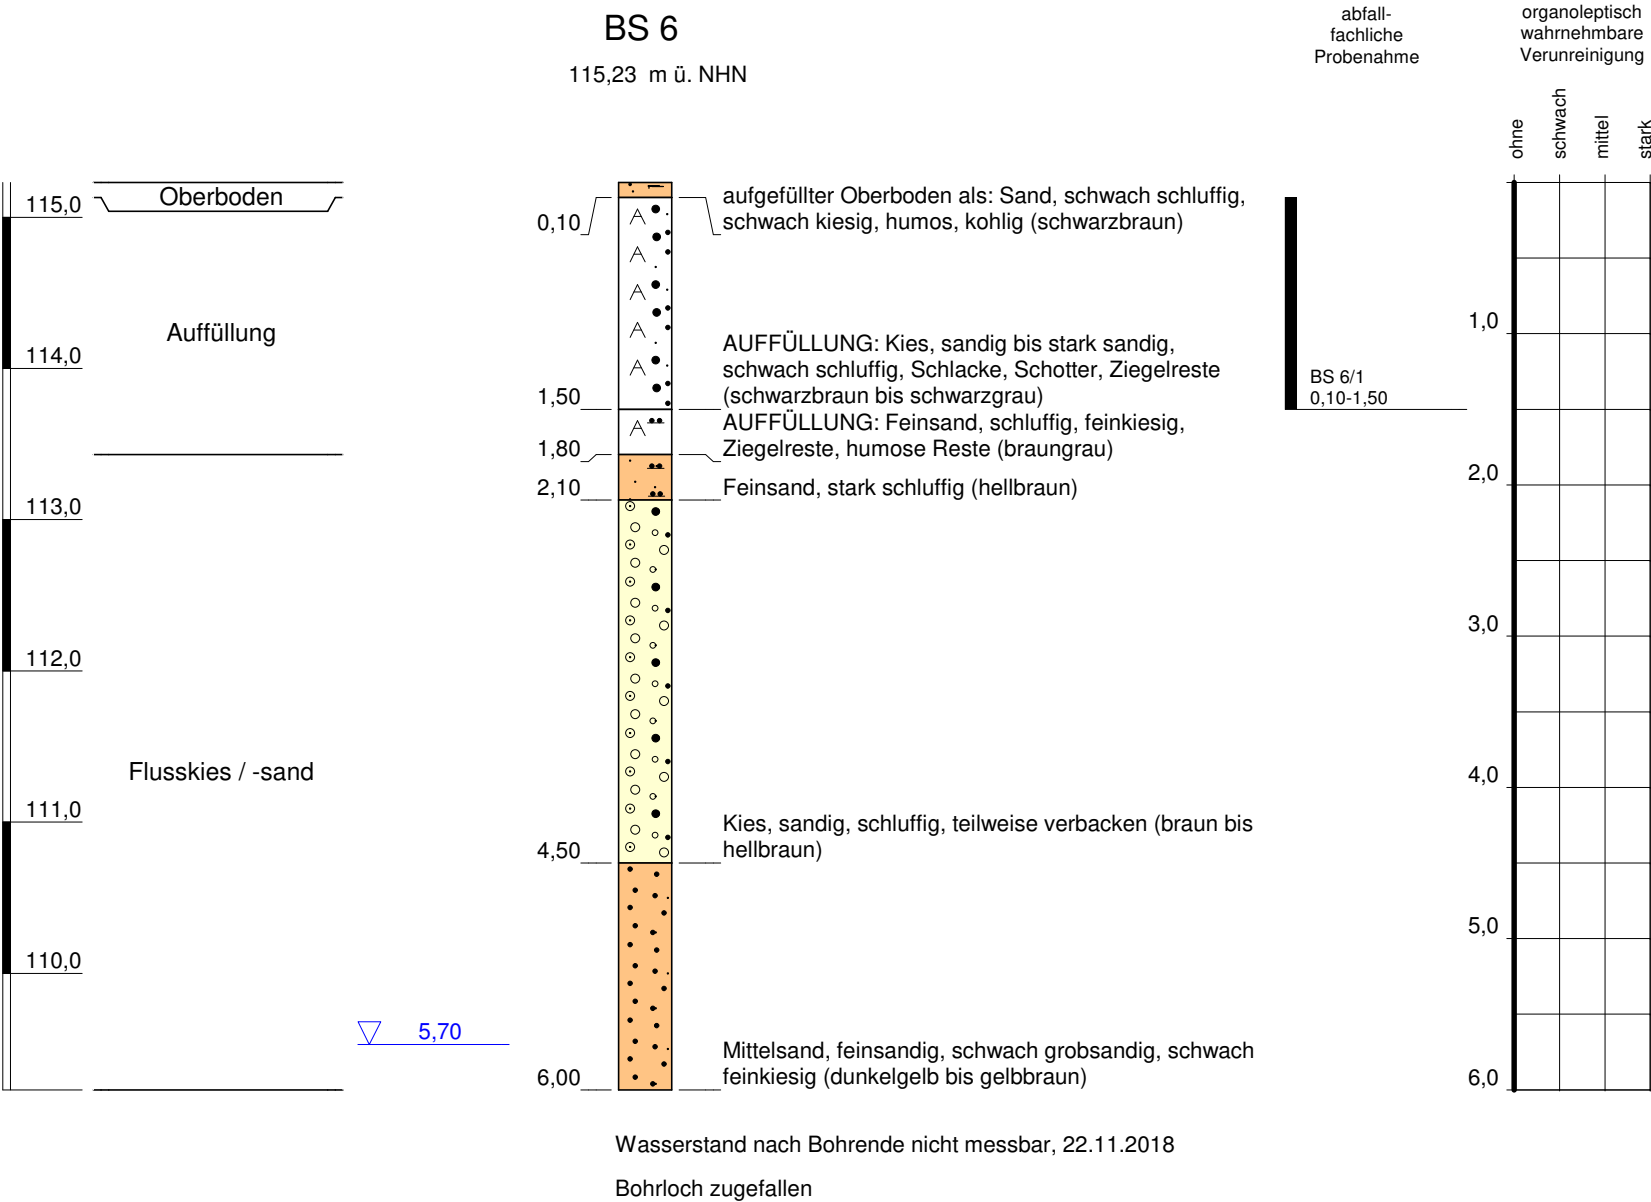 BS 6
115,23 m ü. NHN
abfall-
fachliche
Probenahme
organoleptisch
wahrnehmbare
Verunreinigung
ohne
schwach
mittel
stark
115,0
114,0
113,0
112,0
111,0
110,0
Oberboden
Auffüllung
Flusskies / -sand
5,70
0,10
aufgefüllter Oberboden als: Sand, schwach schluffig,
schwach kiesig, humos, kohlig (schwarzbraun)
1,50
AUFFÜLLUNG: Kies, sandig bis stark sandig,
schwach schluffig, Schlacke, Schotter, Ziegelreste
(schwarzbraun bis schwarzgrau)
1,80
AUFFÜLLUNG: Feinsand, schluffig, feinkiesig,
Ziegelreste, humose Reste (braungrau)
2,10
Feinsand, stark schluffig (hellbraun)
4,50
Kies, sandig, schluffig, teilweise verbacken (braun bis
hellbraun)
6,00
Mittelsand, feinsandig, schwach grobsandig, schwach
feinkiesig (dunkelgelb bis gelbbraun)
BS 6/1
0,10-1,50
1,0
2,0
3,0
4,0
5,0
6,0
Wasserstand nach Bohrende nicht messbar, 22.11.2018
Bohrloch zugefallen